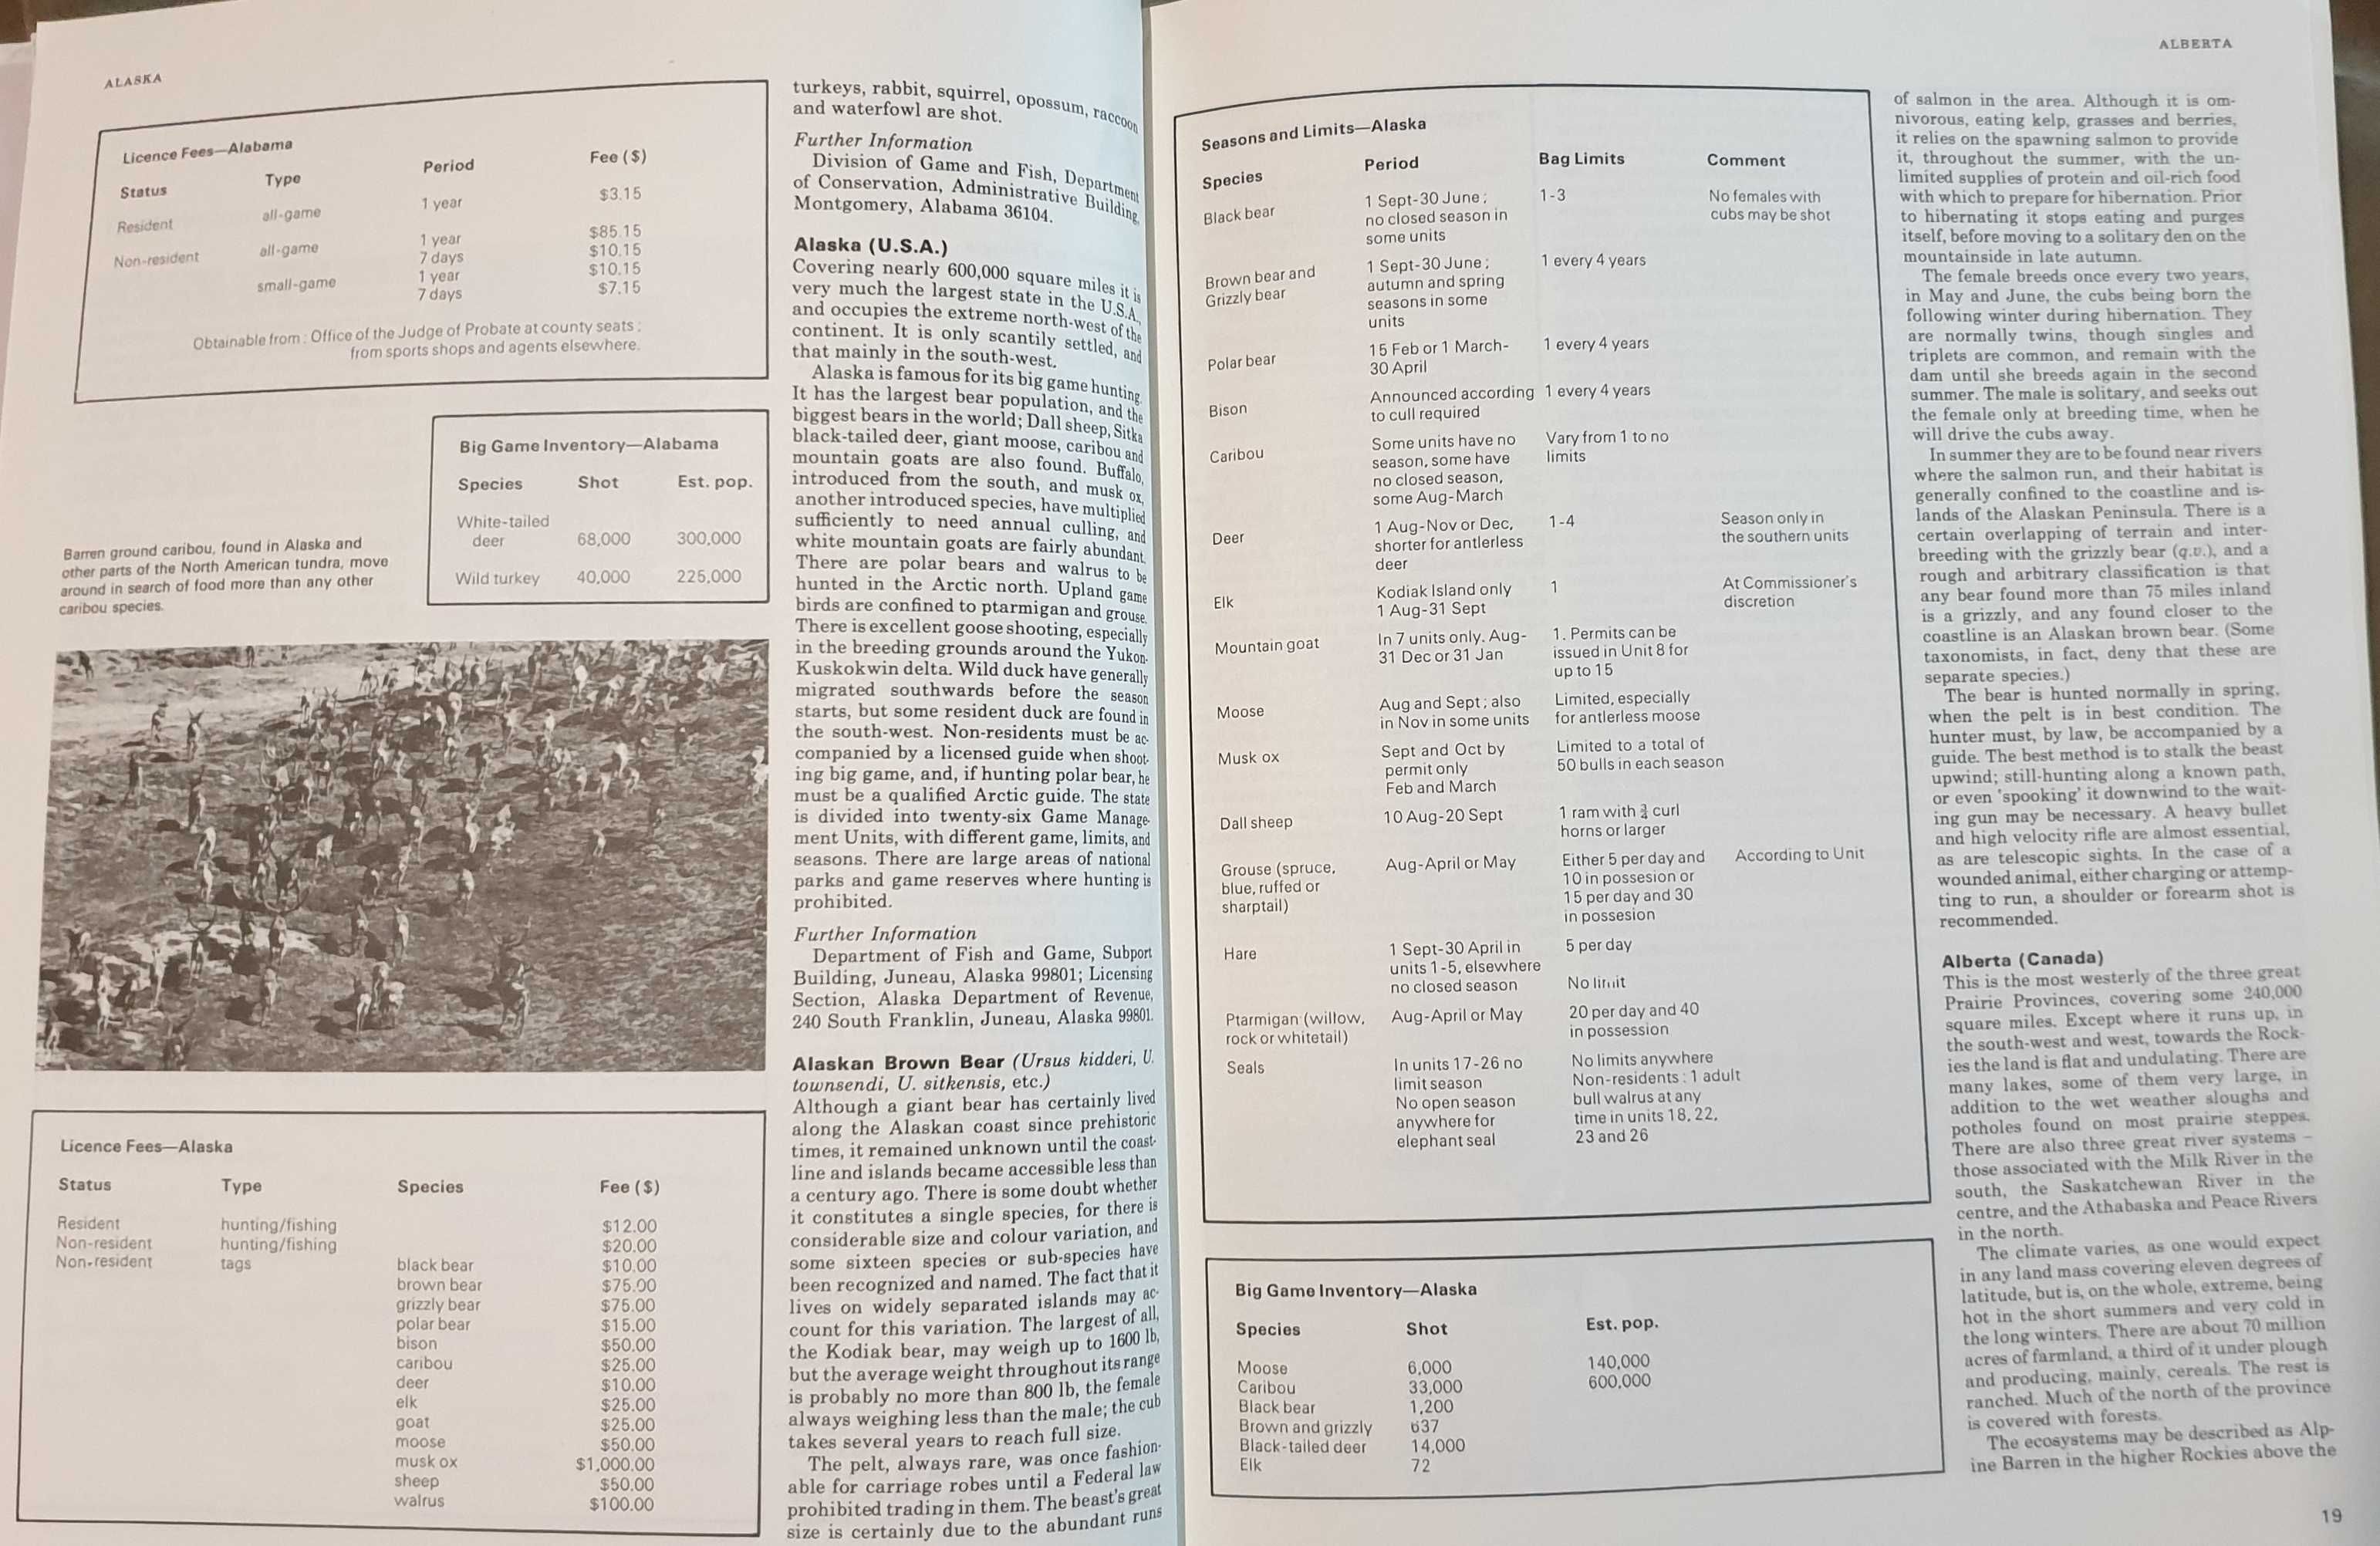 ALASKA
Licence Fees—Alabama
Status Type Period Fee ($)
Resident all-game 1 year $3.15
Non-resident all-game 1 year $85.15
7 days $10.15
small-game 1 year $10.15
7 days $7.15
Obtainable from : Office of the Judge of Probate at county seats :
from sports shops and agents elsewhere.
Big Game Inventory—Alabama
Species Shot Est. pop.
White-tailed
deer 68,000 300,000
Wild turkey 40,000 225,000
Barren ground caribou, found in Alaska and
other parts of the North American tundra, move
around in search of food more than any other
caribou species.
Licence Fees—Alaska
Status Type Species Fee ($)
Resident hunting/fishing $12.00
Non-resident hunting/fishing $20.00
Non-resident tags black bear $10.00
brown bear $75.00
grizzly bear $75.00
polar bear $15.00
bison $50.00
caribou $25.00
deer $10.00
elk $25.00
goat $25.00
moose $50.00
musk ox $1,000.00
sheep $50.00
walrus $100.00
turkeys, rabbit, squirrel, opossum, raccoon
and waterfowl are shot.
Further Information
Division of Game and Fish, Department
of Conservation, Administrative Building,
Montgomery, Alabama 36104.
Alaska (U.S.A.)
Covering nearly 600,000 square miles it is
very much the largest state in the U.S.A.,
and occupies the extreme north-west of the
continent. It is only scantily settled, and
that mainly in the south-west.
Alaska is famous for its big game hunting.
It has the largest bear population, and the
biggest bears in the world; Dall sheep, Sitka
black-tailed deer, giant moose, caribou and
mountain goats are also found. Buffalo,
introduced from the south, and musk ox,
another introduced species, have multiplied
sufficiently to need annual culling, and
white mountain goats are fairly abundant.
There are polar bears and walrus to be
hunted in the Arctic north. Upland game
birds are confined to ptarmigan and grouse.
There is excellent goose shooting, especially
in the breeding grounds around the Yukon-
Kuskokwin delta. Wild duck have generally
migrated southwards before the season
starts, but some resident duck are found in
the south-west. Non-residents must be ac-
companied by a licensed guide when shoot-
ing big game, and, if hunting polar bear, he
must be a qualified Arctic guide. The state
is divided into twenty-six Game Manage-
ment Units, with different game, limits, and
seasons. There are large areas of national
parks and game reserves where hunting is
prohibited.
Further Information
Department of Fish and Game, Subport
Building, Juneau, Alaska 99801; Licensing
Section, Alaska Department of Revenue,
240 South Franklin, Juneau, Alaska 99801.
Alaskan Brown Bear (Ursus kidderi, U.
townsendi, U. sitkensis, etc.)
Although a giant bear has certainly lived
along the Alaskan coast since prehistoric
times, it remained unknown until the coast-
line and islands became accessible less than
a century ago. There is some doubt whether
it constitutes a single species, for there is
considerable size and colour variation, and
some sixteen species or sub-species have
been recognized and named. The fact that it
lives on widely separated islands may ac-
count for this variation. The largest of all,
the Kodiak bear, may weigh up to 1600 lb,
but the average weight throughout its range
is probably no more than 800 lb, the female
always weighing less than the male; the cub
takes several years to reach full size.
The pelt, always rare, was once fashion-
able for carriage robes until a Federal law
prohibited trading in them. The beast's great
size is certainly due to the abundant runs
ALBERTA
Seasons and Limits—Alaska
Species Period Bag Limits Comment
Black bear 1 Sept-30 June ; 1-3 No females with
no closed season in cubs may be shot
some units
Brown bear and 1 Sept-30 June ; 1 every 4 years
Grizzly bear autumn and spring
seasons in some
units
Polar bear 15 Feb or 1 March- 1 every 4 years
30 April
Bison Announced according 1 every 4 years
to cull required
Caribou Some units have no Vary from 1 to no
season, some have limits
no closed season,
some Aug-March
Deer 1 Aug-Nov or Dec, 1-4 Season only in
shorter for antlerless the southern units
deer
Elk Kodiak Island only 1 At Commissioner's
1 Aug-31 Sept discretion
Mountain goat In 7 units only. Aug- 1. Permits can be
31 Dec or 31 Jan issued in Unit 8 for
up to 15
Moose Aug and Sept ; also Limited, especially
in Nov in some units for antlerless moose
Musk ox Sept and Oct by Limited to a total of
permit only 50 bulls in each season
Feb and March
Dall sheep 10 Aug-20 Sept 1 ram with ¾ curl
horns or larger
Grouse (spruce, Aug-April or May Either 5 per day and According to Unit
blue, ruffed or 10 in possesion or
sharptail) 15 per day and 30
in possesion
Hare 1 Sept-30 April in 5 per day
units 1-5, elsewhere
no closed season No limit
Ptarmigan (willow, Aug-April or May 20 per day and 40
rock or whitetail) in possession
Seals In units 17-26 no No limits anywhere
limit season Non-residents : 1 adult
No open season bull walrus at any
anywhere for time in units 18, 22,
elephant seal 23 and 26
Big Game Inventory—Alaska
Species Shot Est. pop.
Moose 6,000 140,000
Caribou 33,000 600,000
Black bear 1,200
Brown and grizzly 637
Black-tailed deer 14,000
Elk 72
of salmon in the area. Although it is om-
nivorous, eating kelp, grasses and berries,
it relies on the spawning salmon to provide
it, throughout the summer, with the un-
limited supplies of protein and oil-rich food
with which to prepare for hibernation. Prior
to hibernating it stops eating and purges
itself, before moving to a solitary den on the
mountainside in late autumn.
The female breeds once every two years,
in May and June, the cubs being born the
following winter during hibernation. They
are normally twins, though singles and
triplets are common, and remain with the
dam until she breeds again in the second
summer. The male is solitary, and seeks out
the female only at breeding time, when he
will drive the cubs away.
In summer they are to be found near rivers
where the salmon run, and their habitat is
generally confined to the coastline and is-
lands of the Alaskan Peninsula. There is a
certain overlapping of terrain and inter-
breeding with the grizzly bear (q.v.), and a
rough and arbitrary classification is that
any bear found more than 75 miles inland
is a grizzly, and any found closer to the
coastline is an Alaskan brown bear. (Some
taxonomists, in fact, deny that these are
separate species.)
The bear is hunted normally in spring,
when the pelt is in best condition. The
hunter must, by law, be accompanied by a
guide. The best method is to stalk the beast
upwind; still-hunting along a known path,
or even 'spooking' it downwind to the wait-
ing gun may be necessary. A heavy bullet
and high velocity rifle are almost essential,
as are telescopic sights. In the case of a
wounded animal, either charging or attemp-
ting to run, a shoulder or forearm shot is
recommended.
Alberta (Canada)
This is the most westerly of the three great
Prairie Provinces, covering some 240,000
square miles. Except where it runs up, in
the south-west and west, towards the Rock-
ies the land is flat and undulating. There are
many lakes, some of them very large, in
addition to the wet weather sloughs and
potholes found on most prairie steppes.
There are also three great river systems –
those associated with the Milk River in the
south, the Saskatchewan River in the
centre, and the Athabaska and Peace Rivers
in the north.
The climate varies, as one would expect
in any land mass covering eleven degrees of
latitude, but is, on the whole, extreme, being
hot in the short summers and very cold in
the long winters. There are about 70 million
acres of farmland, a third of it under plough
and producing, mainly, cereals. The rest is
ranched. Much of the north of the province
is covered with forests.
The ecosystems may be described as Alp-
ine Barren in the higher Rockies above the
19